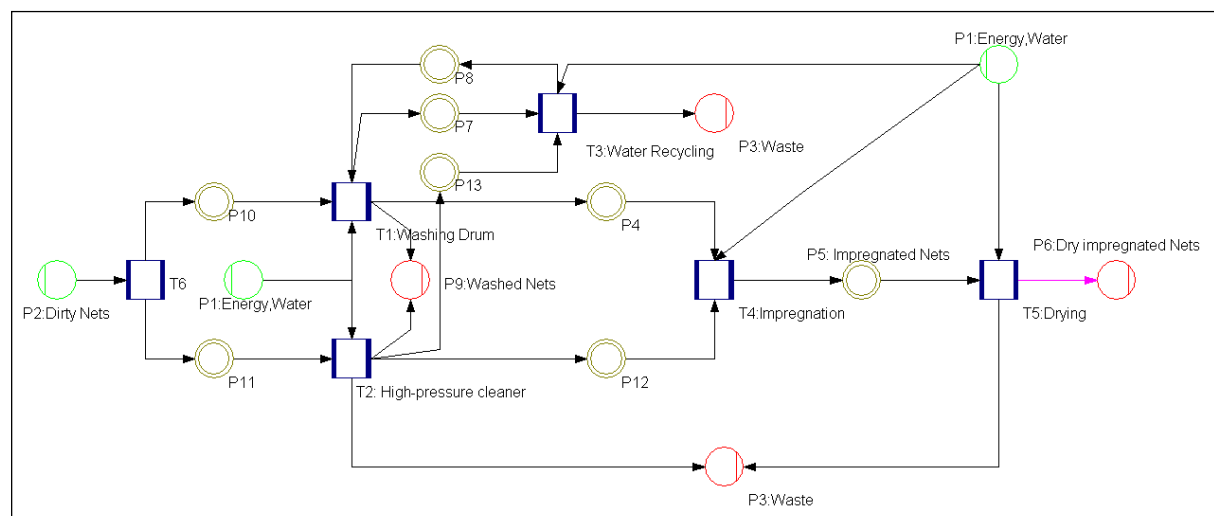 P1:Energy,Water
P8
P7
T3:Water Recycling
P3:Waste
P13
P10
T1:Washing Drum
P4
P2:Dirty Nets
T6
P1:Energy,Water
P9:Washed Nets
P5: Impregnated Nets
P6:Dry impregnated Nets
T4:Impregnation
T5:Drying
P11
T2: High-pressure cleaner
P12
P3:Waste